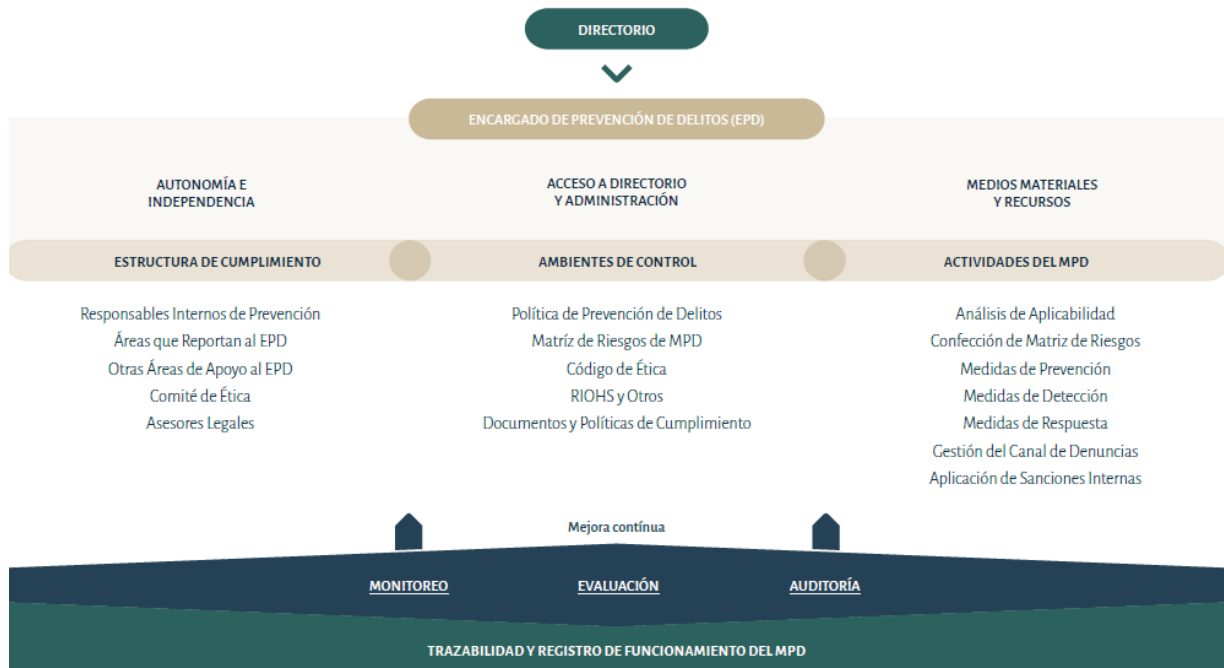 DIRECTORIO
ENCARGADO DE PREVENCIÓN DE DELITOS (EPD)
AUTONOMÍA E
INDEPENDENCIA
ACCESO A DIRECTORIO
Y ADMINISTRACIÓN
MEDIOS MATERIALES
Y RECURSOS
ESTRUCTURA DE CUMPLIMIENTO
AMBIENTES DE CONTROL
ACTIVIDADES DEL MPD
Responsables Internos de Prevención
Áreas que Reportan al EPD
Otras Áreas de Apoyo al EPD
Comité de Ética
Asesores Legales
Política de Prevención de Delitos
Matríz de Riesgos de MPD
Código de Ética
RIOHS y Otros
Documentos y Políticas de Cumplimiento
Análisis de Aplicabilidad
Confección de Matriz de Riesgos
Medidas de Prevención
Medidas de Detección
Medidas de Respuesta
Gestión del Canal de Denuncias
Aplicación de Sanciones Internas
Mejora contínua
MONITOREO
EVALUACIÓN
AUDITORÍA
TRAZABILIDAD Y REGISTRO DE FUNCIONAMIENTO DEL MPD